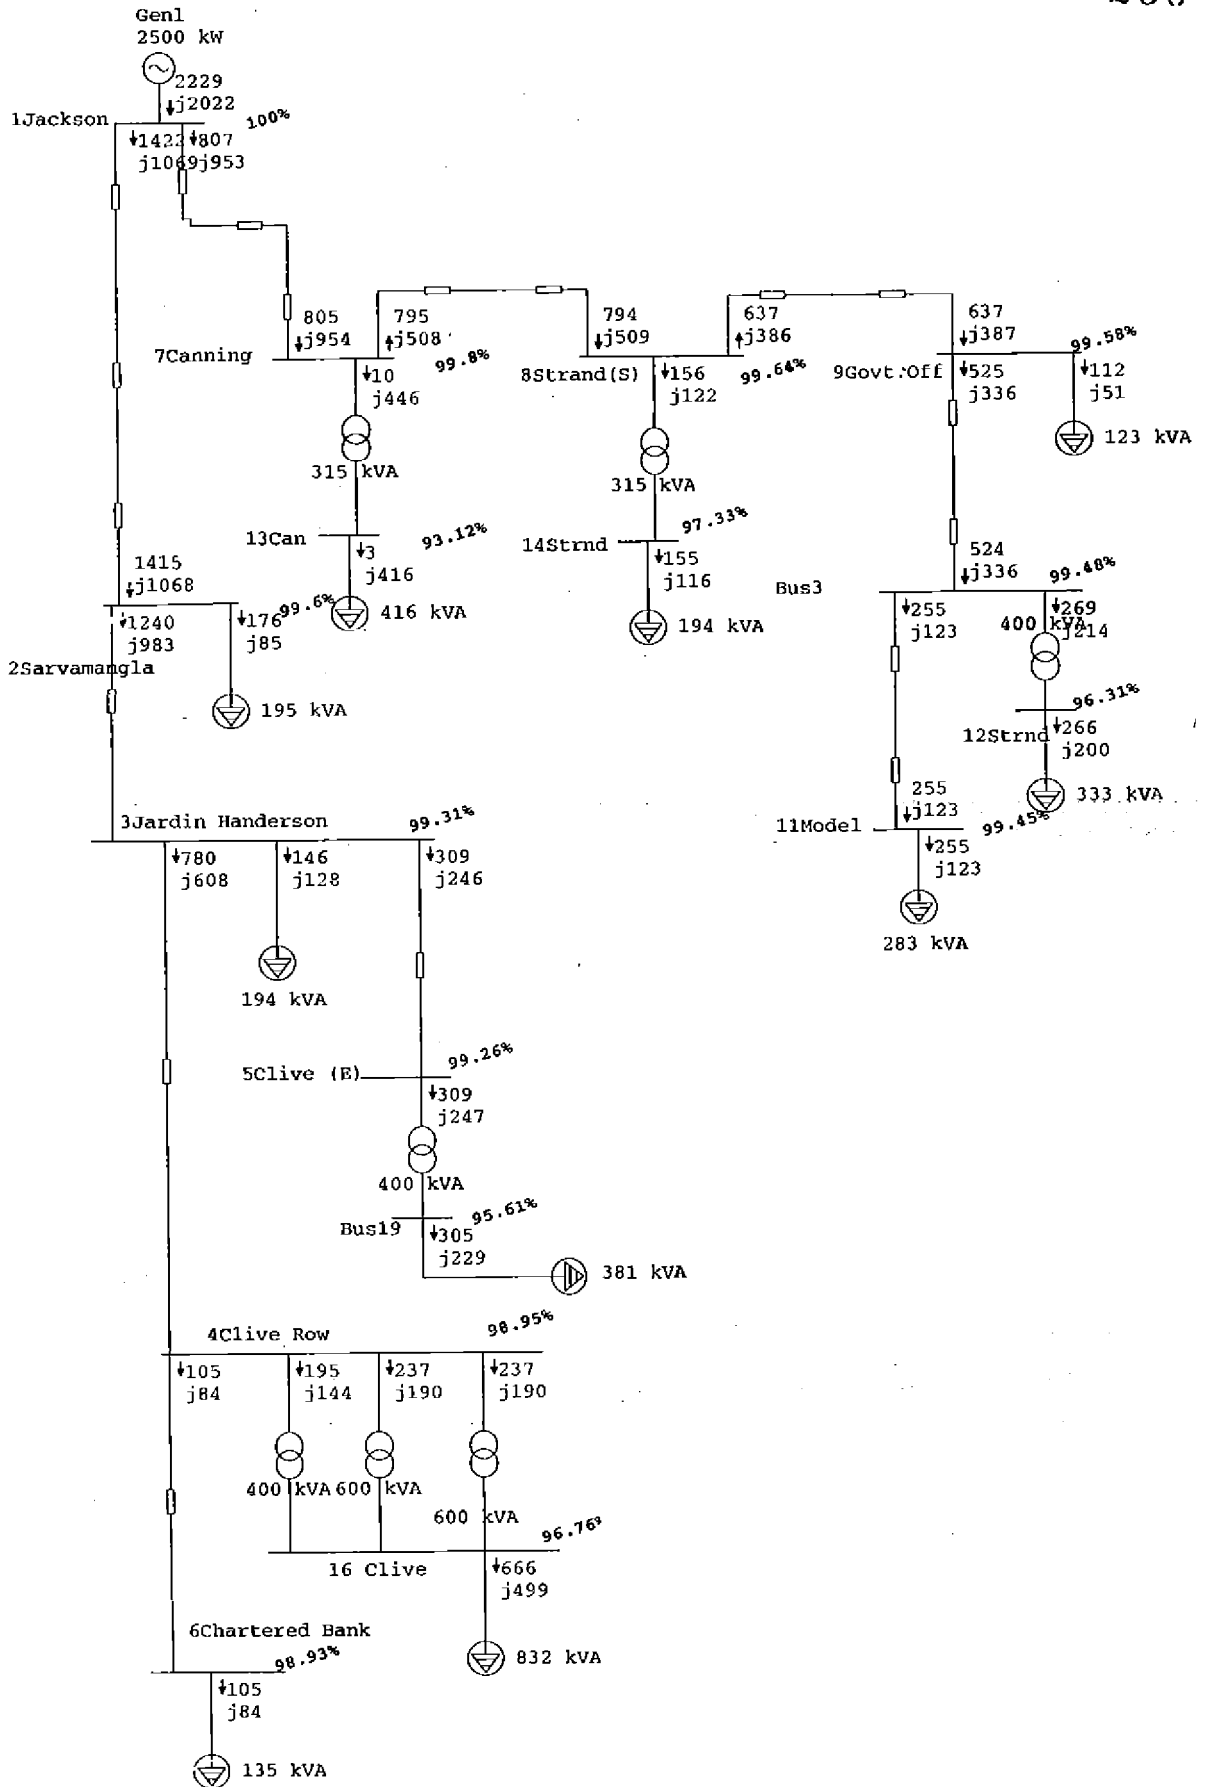 Gen1
2500 kW
2229
j2022
1Jackson
100%
1422
807
j1069
j953
805
j954
795
j508
794
j509
637
j386
637
j387
7Canning
99.8%
8Strand(S)
99.64%
9Govt.Off
99.58%
10
j446
156
j122
525
j336
112
j51
123 kVA
315 kVA
315 kVA
13Can
93.12%
14Strnd
97.33%
3
j416
155
j116
524
j336
99.48%
Bus3
1415
j1068
99.6%
416 kVA
194 kVA
1240
j983
176
j85
255
j123
400 kVA
269
j214
2Sarvamangla
195 kVA
96.31%
12Strnd
266
j200
255
j123
333 kVA
11Model
99.45%
255
j123
283 kVA
3Jardin Handerson
99.31%
780
j608
146
j128
309
j246
194 kVA
5Clive (E)
99.26%
309
j247
400 kVA
Bus19
95.61%
305
j229
381 kVA
4Clive Row
98.95%
105
j84
195
j144
237
j190
237
j190
400 kVA
600 kVA
600 kVA
96.76%
16 Clive
666
j499
6Chartered Bank
98.93%
832 kVA
105
j84
135 kVA